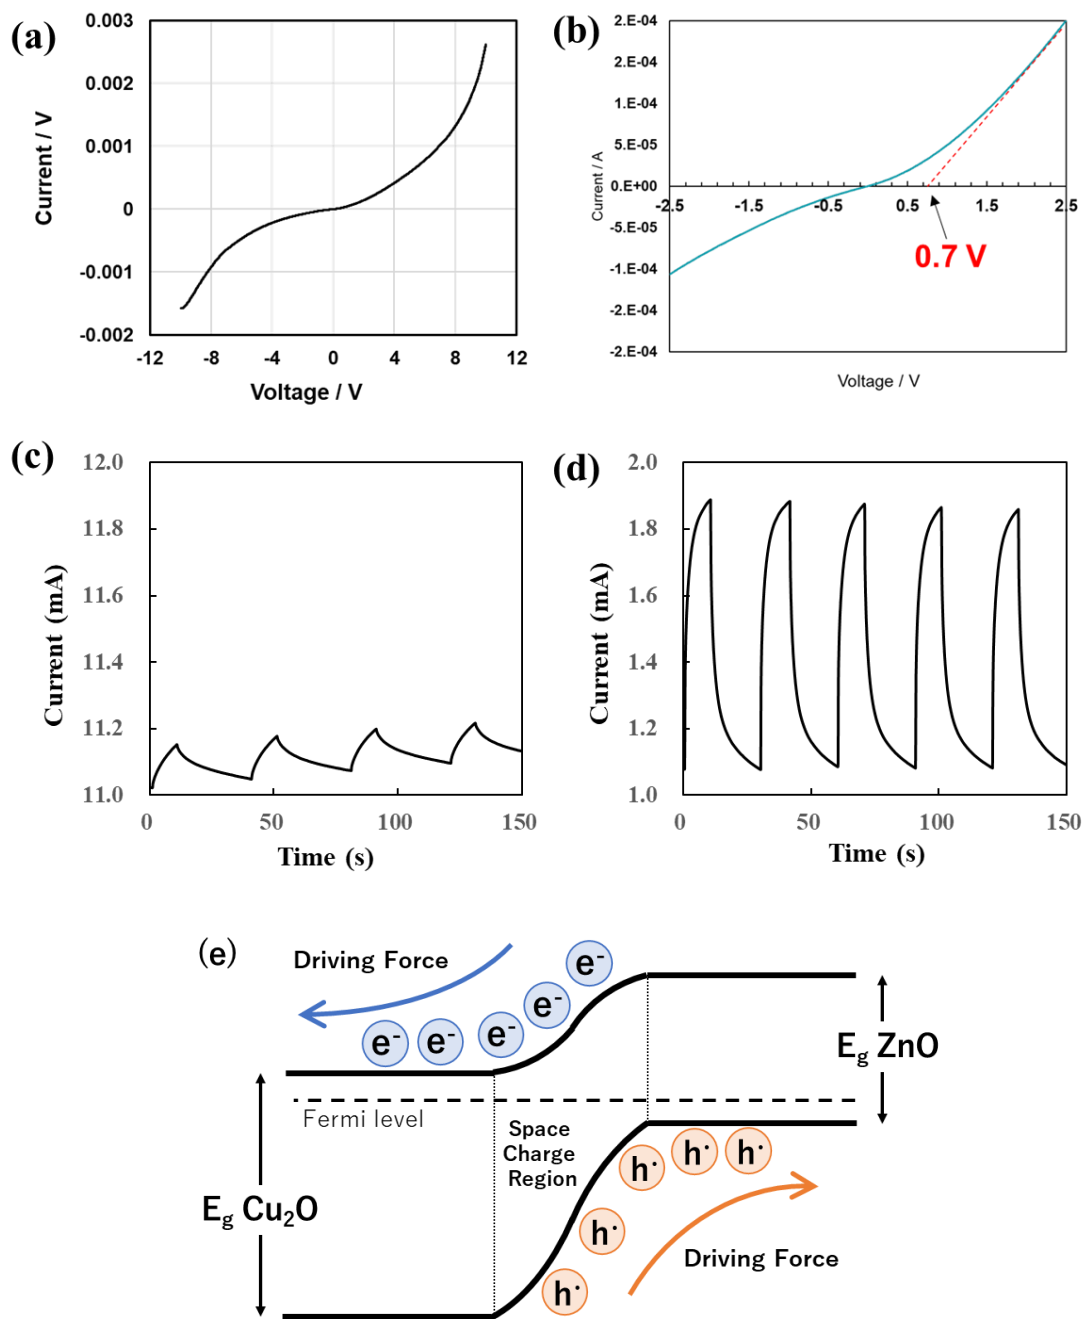 (a)
0.003
0.002
0.001
0
-0.001
-0.002
-12
-8
-4
0
4
8
12
Current / V
Voltage / V
(b)
2.E-04
2.E-04
1.E-04
5.E-05
0.E+00
-5.E-05
-1.E-04
-2.E-04
-2.E-04
-2.5
-1.5
-0.5
0.5
1.5
2.5
0.7 V
Current / A
Voltage / V
(c)
12.0
11.8
11.6
11.4
11.2
11.0
0
50
100
150
Current (mA)
Time (s)
(d)
2.0
1.8
1.6
1.4
1.2
1.0
0
50
100
150
Current (mA)
Time (s)
(e)
Driving Force
e-
e-
e-
e-
e-
Eg ZnO
Fermi level
Space
Charge
Region
h·
h·
h·
h·
h·
Eg Cu₂O
Driving Force